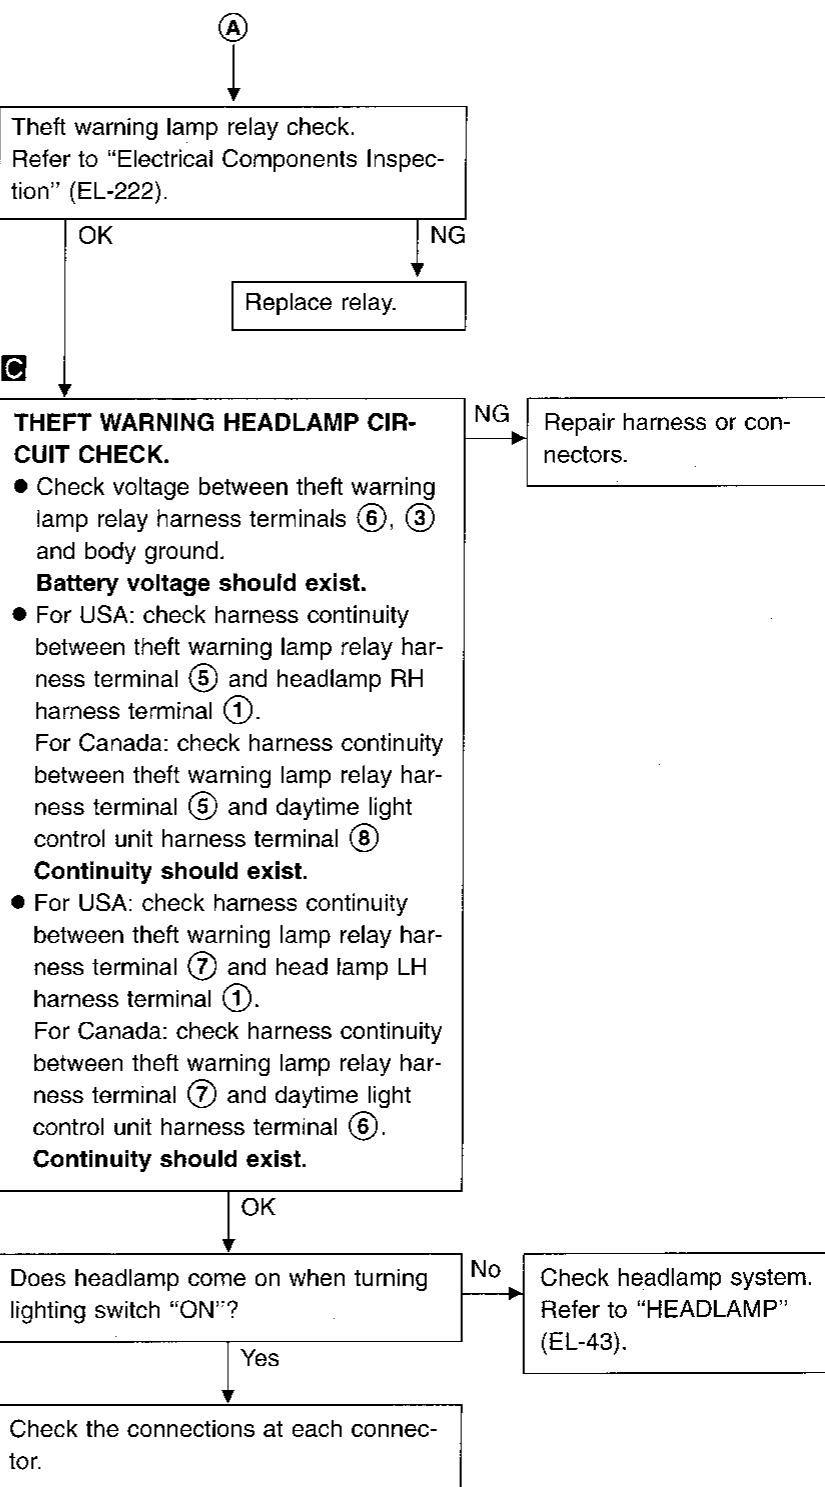 A
Theft warning lamp relay check.
Refer to “Electrical Components Inspec-
tion” (EL-222).
OK
NG
Replace relay.
C
THEFT WARNING HEADLAMP CIR-
CUIT CHECK.
● Check voltage between theft warning
lamp relay harness terminals ⑥, ③
and body ground.
Battery voltage should exist.
● For USA: check harness continuity
between theft warning lamp relay har-
ness terminal ⑤ and headlamp RH
harness terminal ①.
For Canada: check harness continuity
between theft warning lamp relay har-
ness terminal ⑤ and daytime light
control unit harness terminal ⑧
Continuity should exist.
● For USA: check harness continuity
between theft warning lamp relay har-
ness terminal ⑦ and head lamp LH
harness terminal ①.
For Canada: check harness continuity
between theft warning lamp relay har-
ness terminal ⑦ and daytime light
control unit harness terminal ⑥.
Continuity should exist.
NG
Repair harness or con-
nectors.
OK
Does headlamp come on when turning
lighting switch “ON”?
No
Check headlamp system.
Refer to “HEADLAMP”
(EL-43).
Yes
Check the connections at each connec-
tor.